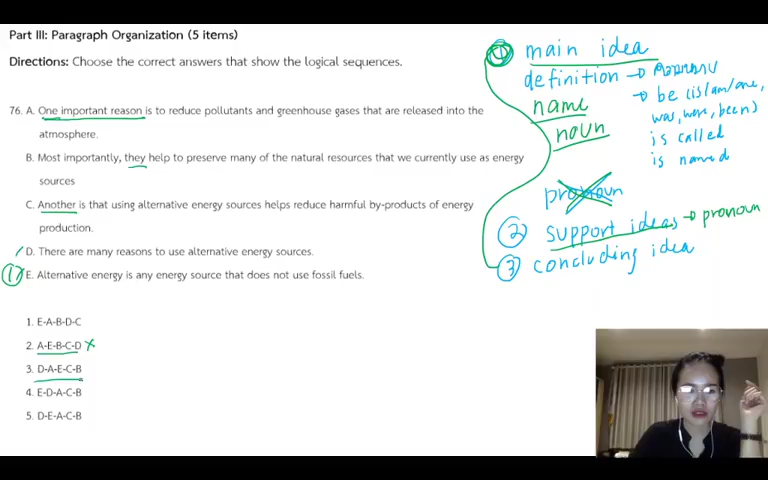 Part III: Paragraph Organization (5 items)
Directions: Choose the correct answers that show the logical sequences.
76. A. One important reason is to reduce pollutants and greenhouse gases that are released into the
atmosphere.
B. Most importantly, they help to preserve many of the natural resources that we currently use as energy
sources
C. Another is that using alternative energy sources helps reduce harmful by-products of energy
production.
D. There are many reasons to use alternative energy sources.
1 E. Alternative energy is any energy source that does not use fossil fuels.
1. E-A-B-D-C
2. A-E-B-C-D x
3. D-A-E-C-B
4. E-D-A-C-B
5. D-E-A-C-B
1 main idea
definition →
→ be (is/am/are,
was, were, been)
is called
is named
name
noun
pronoun
2 support ideas → pronoun
3 concluding idea